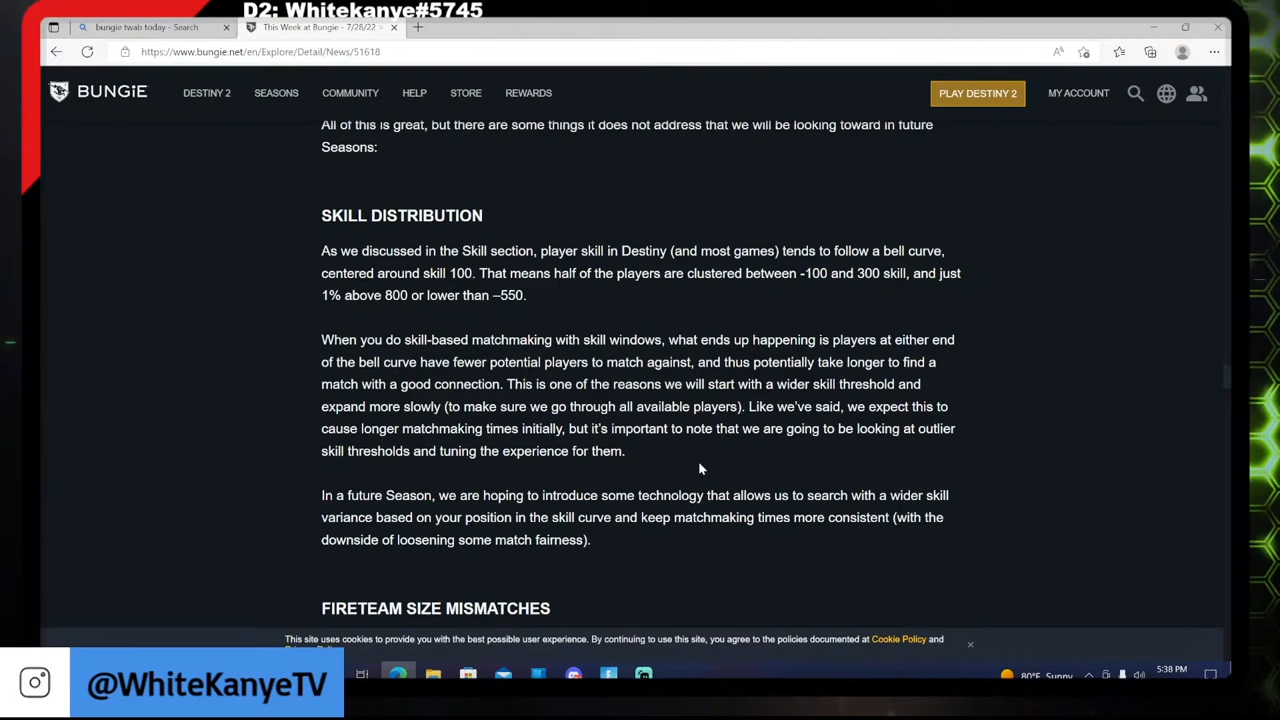 D2: Whitekanye#5745
bungie twab today - Search
This Week at Bungie - 7/28/22 >
https://www.bungie.net/en/Explore/Detail/News/51618
BUNGiE
DESTINY 2
SEASONS
COMMUNITY
HELP
STORE
REWARDS
PLAY DESTINY 2
MY ACCOUNT
All of this is great, but there are some things it does not address that we will be looking toward in future
Seasons:
SKILL DISTRIBUTION
As we discussed in the Skill section, player skill in Destiny (and most games) tends to follow a bell curve,
centered around skill 100. That means half of the players are clustered between -100 and 300 skill, and just
1% above 800 or lower than –550.
When you do skill-based matchmaking with skill windows, what ends up happening is players at either end
of the bell curve have fewer potential players to match against, and thus potentially take longer to find a
match with a good connection. This is one of the reasons we will start with a wider skill threshold and
expand more slowly (to make sure we go through all available players). Like we've said, we expect this to
cause longer matchmaking times initially, but it's important to note that we are going to be looking at outlier
skill thresholds and tuning the experience for them.
In a future Season, we are hoping to introduce some technology that allows us to search with a wider skill
variance based on your position in the skill curve and keep matchmaking times more consistent (with the
downside of loosening some match fairness).
FIRETEAM SIZE MISMATCHES
This site uses cookies to provide you with the best possible user experience. By continuing to use this site, you agree to the policies documented at Cookie Policy and
80°F Sunny
5:38 PM
@WhiteKanyeTV